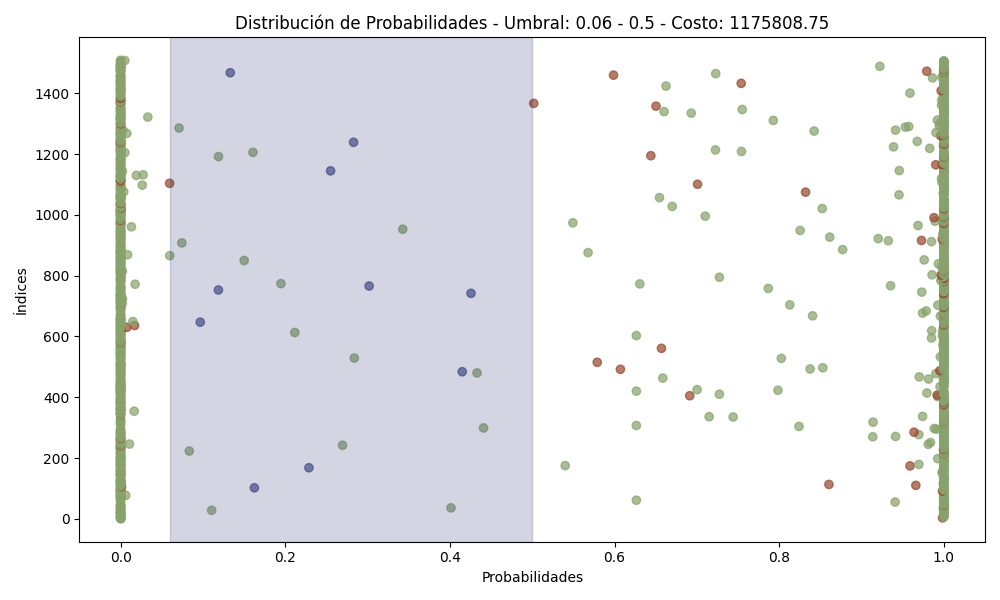 Distribución de Probabilidades - Umbral: 0.06 - 0.5 - Costo: 1175808.75
1400
1200
1000
800
600
400
200
0
Índices
0.0 0.2 0.4 0.6 0.8 1.0
Probabilidades